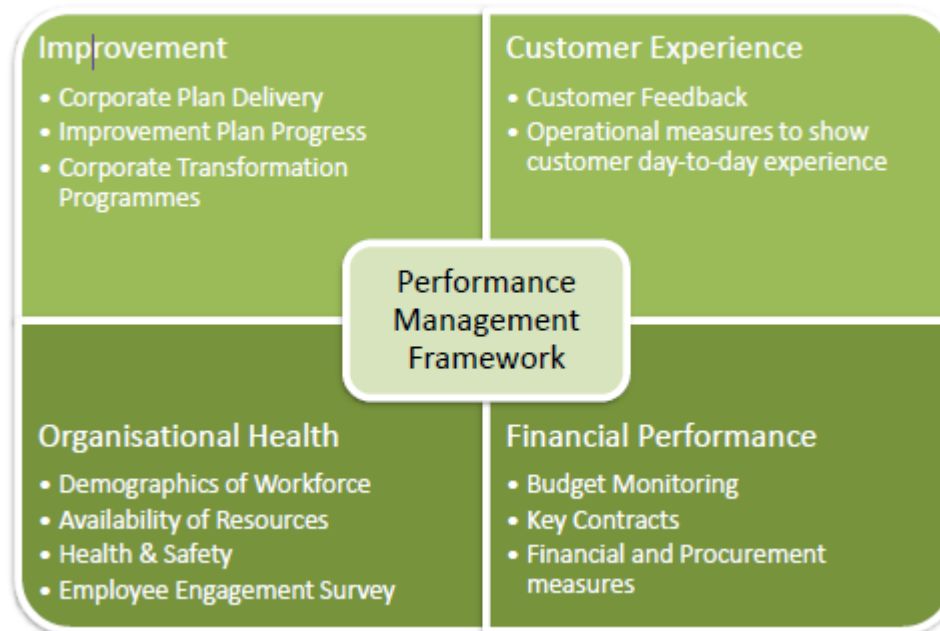 Improvement
• Corporate Plan Delivery
• Improvement Plan Progress
• Corporate Transformation
Programmes
Customer Experience
• Customer Feedback
• Operational measures to show
customer day-to-day experience
Performance
Management
Framework
Organisational Health
• Demographics of Workforce
• Availability of Resources
• Health & Safety
• Employee Engagement Survey
Financial Performance
• Budget Monitoring
• Key Contracts
• Financial and Procurement
measures